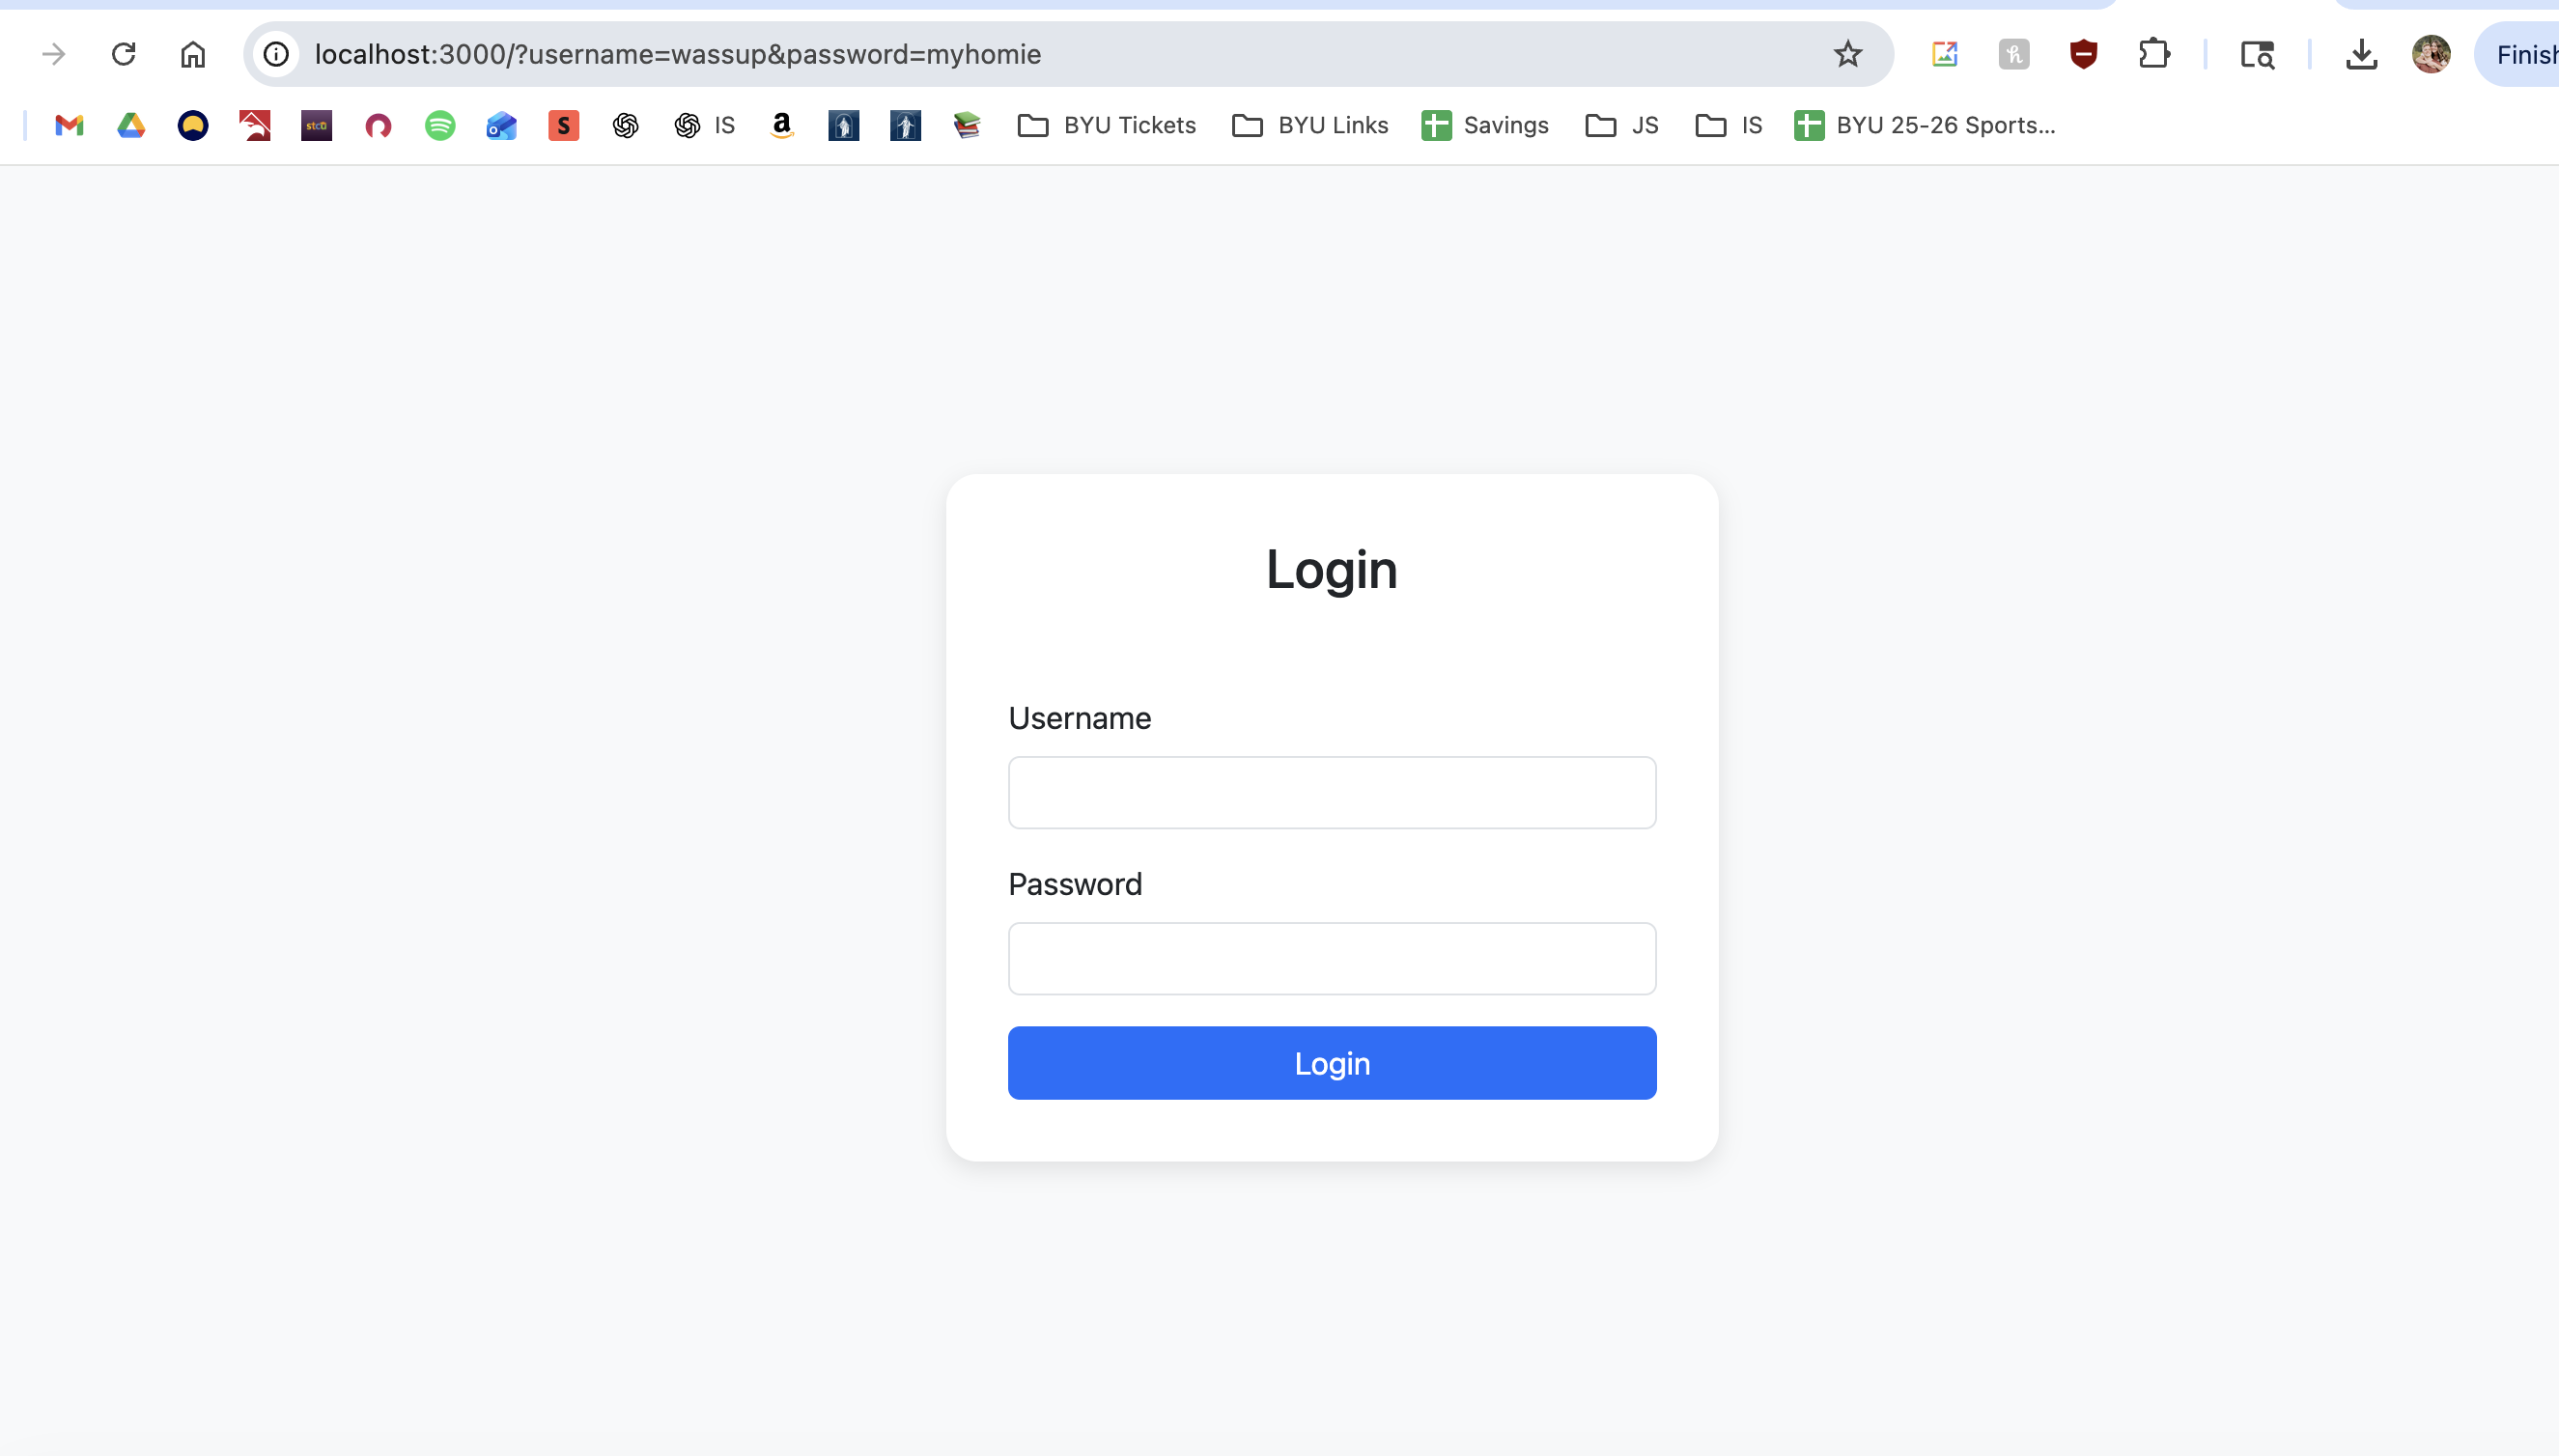 localhost:3000/?username=wassup&password=myhomie
Finish
stcu
S
IS
a
BYU Tickets
BYU Links
Savings
JS
IS
BYU 25-26 Sports...
Login
Username
Password
Login